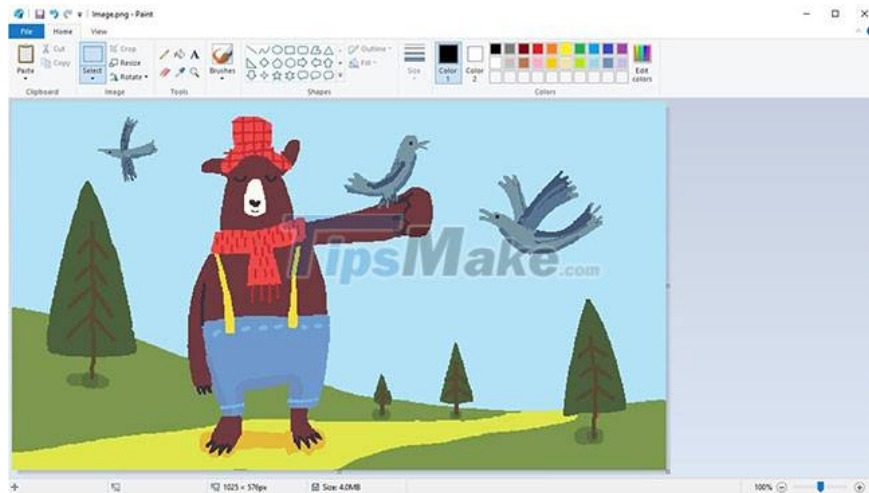 Image.png - Paint
File Home View
Paste
Cut
Copy
Clipboard
Select
Crop
Resize
Rotate
Image
A
Tools
Brushes
Outline
Fill
Shapes
Size
Color 1
Color 2
Edit colors
Colors
TipsMake.com
1025 × 576px
Size: 4.0MB
100%